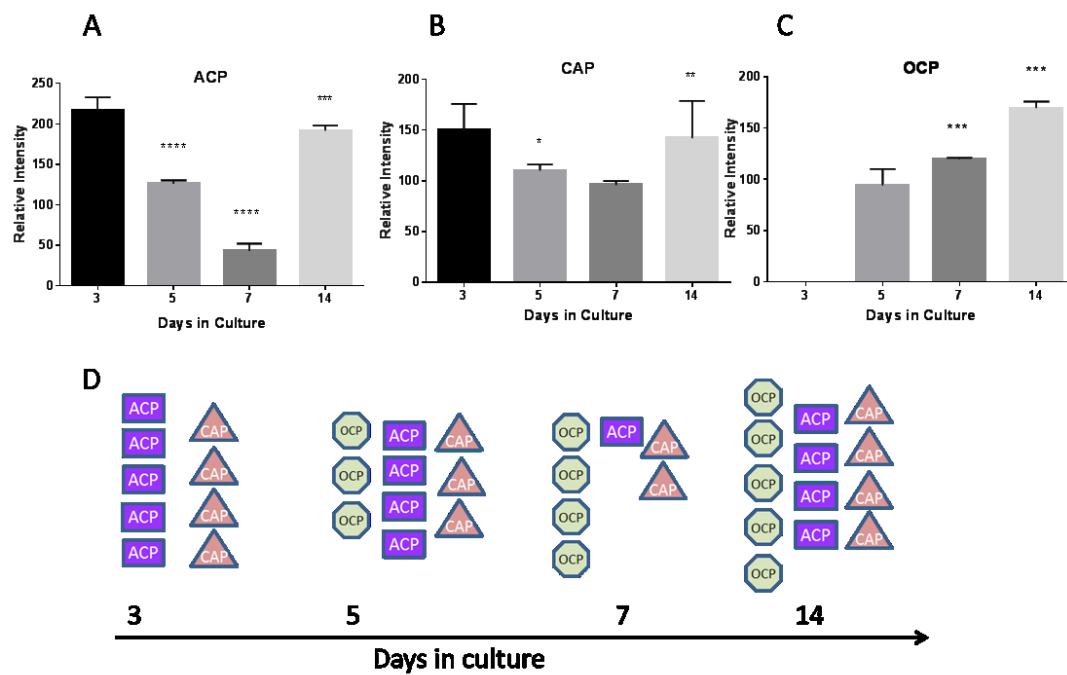 A
B
C
ACP
CAP
OCP
Relative Intensity
250
200
150
100
50
0
****
****
***
3 5 7 14
Days in Culture
Relative Intensity
200
150
100
50
0
*
**
3 5 7 14
Days in Culture
Relative Intensity
200
150
100
50
0
***
***
3 5 7 14
Days in Culture
D
ACP
ACP
ACP
ACP
ACP
CAP
CAP
CAP
CAP
OCP
OCP
OCP
ACP
ACP
ACP
ACP
CAP
CAP
CAP
OCP
OCP
OCP
OCP
ACP
CAP
CAP
OCP
OCP
OCP
OCP
OCP
ACP
ACP
ACP
ACP
CAP
CAP
CAP
CAP
3 5 7 14
Days in culture